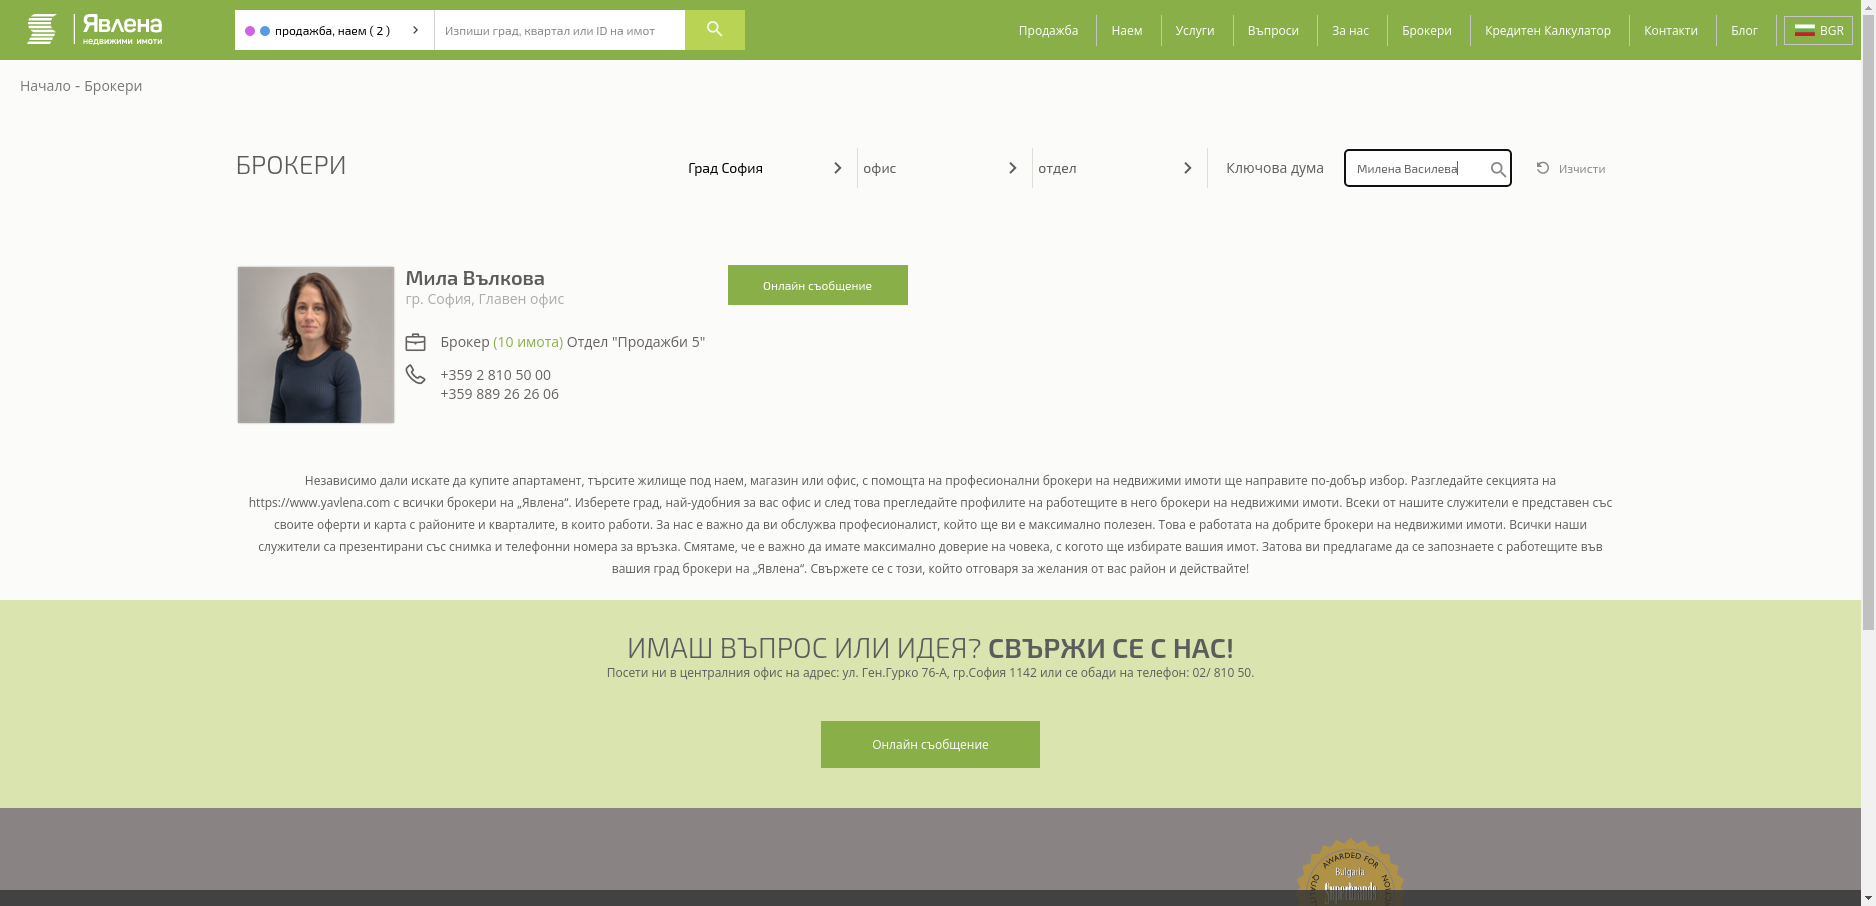 Явлена
недвижими имоти
продажба, наем ( 2 )
Изпиши град, квартал или ID на имот
Продажба
Наем
Услуги
Въпроси
За нас
Брокери
Кредитен Калкулатор
Контакти
Блог
BGR
Начало - Брокери
БРОКЕРИ
Град София
офис
отдел
Ключова дума
Милена Василева
Изчисти
Мила Вълкова
гр. София, Главен офис
Онлайн съобщение
Брокер (10 имота) Отдел "Продажби 5"
+359 2 810 50 00
+359 889 26 26 06
Независимо дали искате да купите апартамент, търсите жилище под наем, магазин или офис, с помощта на професионални брокери на недвижими имоти ще направите по-добър избор. Разгледайте секцията на
https://www.yavlena.com с всички брокери на „Явлена“. Изберете град, най-удобния за вас офис и след това прегледайте профилите на работещите в него брокери на недвижими имоти. Всеки от нашите служители е представен със
своите оферти и карта с районите и кварталите, в които работи. За нас е важно да ви обслужва професионалист, който ще ви е максимално полезен. Това е работата на добрите брокери на недвижими имоти. Всички наши
служители са презентирани със снимка и телефонни номера за връзка. Смятаме, че е важно да имате максимално доверие на човека, с когото ще избирате вашия имот. Затова ви предлагаме да се запознаете с работещите във
вашия град брокери на „Явлена“. Свържете се с този, който отговаря за желания от вас район и действайте!
ИМАШ ВЪПРОС ИЛИ ИДЕЯ? СВЪРЖИ СЕ С НАС!
Посети ни в централния офис на адрес: ул. Ген.Гурко 76-А, гр.София 1142 или се обади на телефон: 02/ 810 50.
Онлайн съобщение
AWARDED FOR
Bulgaria